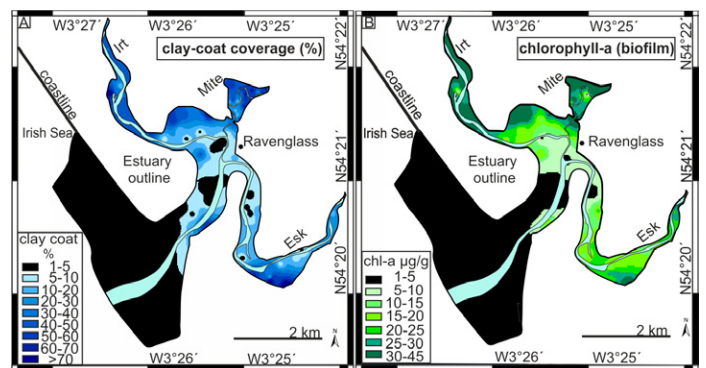 A
W3°27´
W3°26´
W3°25´
N54°22´
clay-coat coverage (%)
Irt
Mite
coastline
Irish Sea
Ravenglass
Estuary
outline
N54°21´
Esk
N54°20´
clay coat
%
1-5
5-10
10-20
20-30
30-40
40-50
50-60
60-70
>70
2 km
N
W3°26´
W3°25´
B
W3°27´
W3°26´
W3°25´
N54°22´
chlorophyll-a (biofilm)
Irt
Mite
coastline
Irish Sea
Ravenglass
Estuary
outline
N54°21´
Esk
N54°20´
chl-a µg/g
1-5
5-10
10-15
15-20
20-25
25-30
30-45
2 km
N
W3°26´
W3°25´